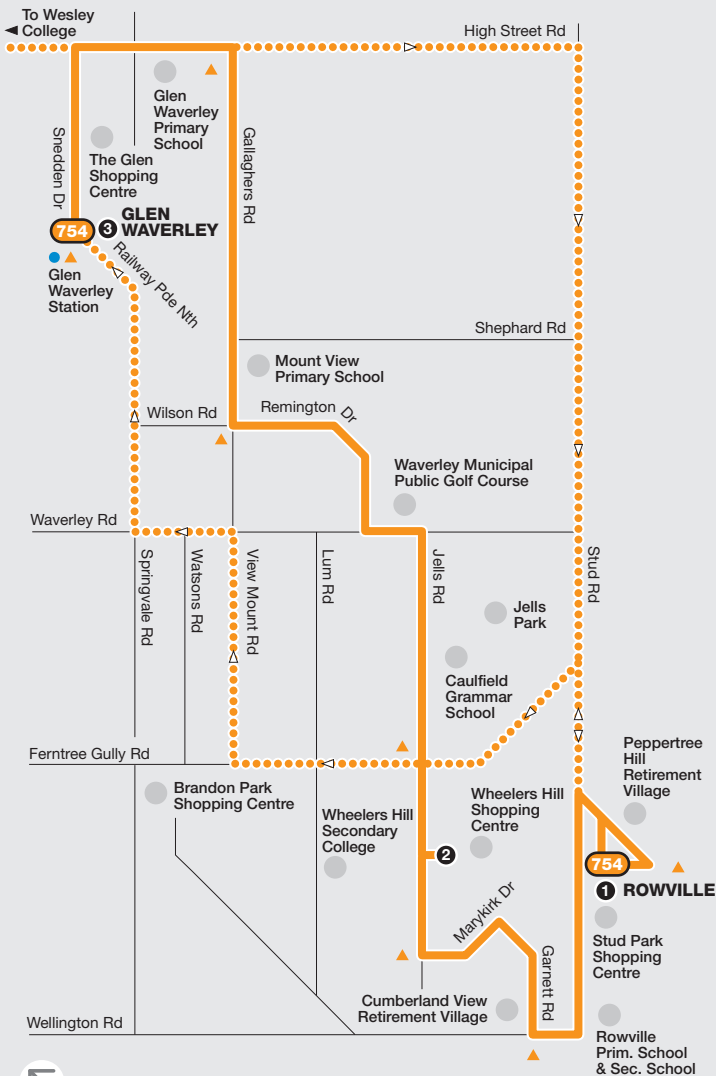 To Wesley
College
High Street Rd
Glen
Waverley
Primary
School
Snedden Dr
The Glen
Shopping
Centre
Gallaghers Rd
754
3 GLEN
WAVERLEY
Glen
Waverley
Station
Railway Pde Nth
Shephard Rd
Mount View
Primary School
Wilson Rd
Remington Dr
Waverley Municipal
Public Golf Course
Waverley Rd
Springvale Rd
Watsons Rd
View Mount Rd
Lum Rd
Jells Rd
Stud Rd
Jells
Park
Caulfield
Grammar
School
Ferntree Gully Rd
Brandon Park
Shopping Centre
Wheelers Hill
Secondary
College
Wheelers Hill
Shopping
Centre
Peppertree
Hill
Retirement
Village
2
754
1 ROWVILLE
Marykirk Dr
Garnett Rd
Stud Park
Shopping
Centre
Cumberland View
Retirement Village
Wellington Rd
Rowville
Prim. School
& Sec. School